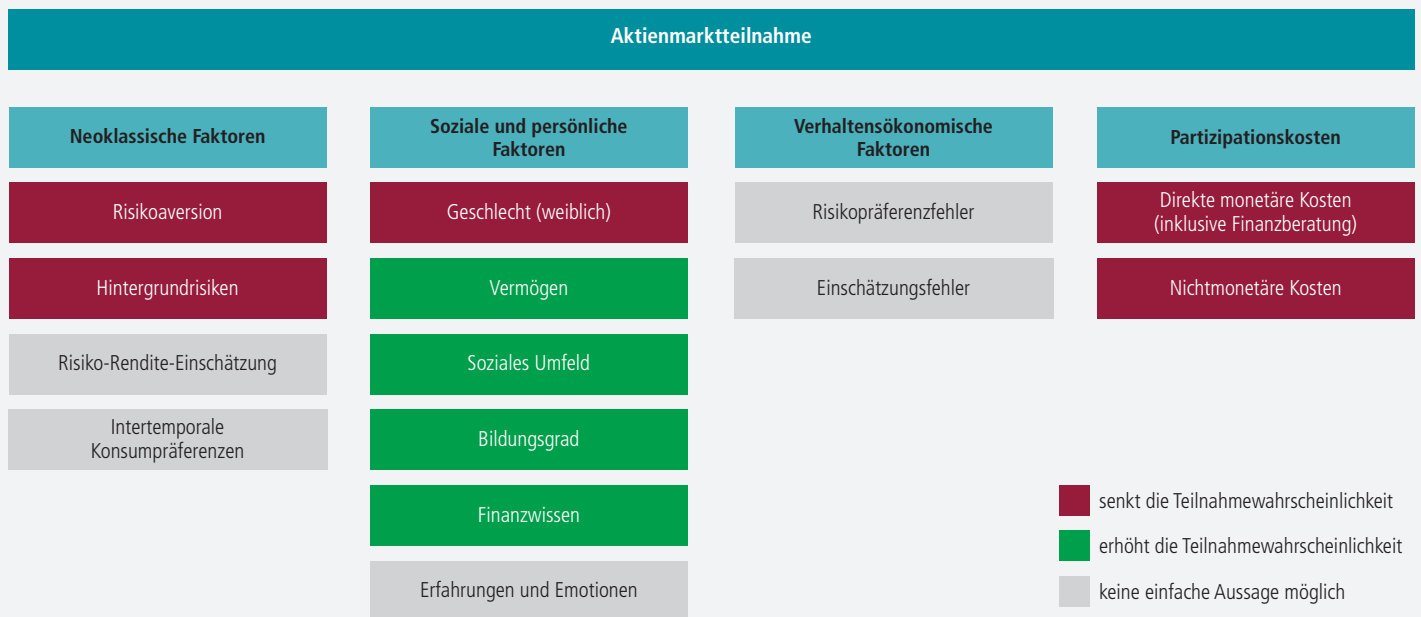 Aktienmarktteilnahme
Neoklassische Faktoren
Risikoaversion
Hintergrundrisiken
Risiko-Rendite-Einschätzung
Intertemporale
Konsumpräferenzen
Soziale und persönliche
Faktoren
Geschlecht (weiblich)
Vermögen
Soziales Umfeld
Bildungsgrad
Finanzwissen
Erfahrungen und Emotionen
Verhaltensökonomische
Faktoren
Risikopräferenzfehler
Einschätzungsfehler
Partizipationskosten
Direkte monetäre Kosten
(inklusive Finanzberatung)
Nichtmonetäre Kosten
senkt die Teilnahmewahrscheinlichkeit
erhöht die Teilnahmewahrscheinlichkeit
keine einfache Aussage möglich